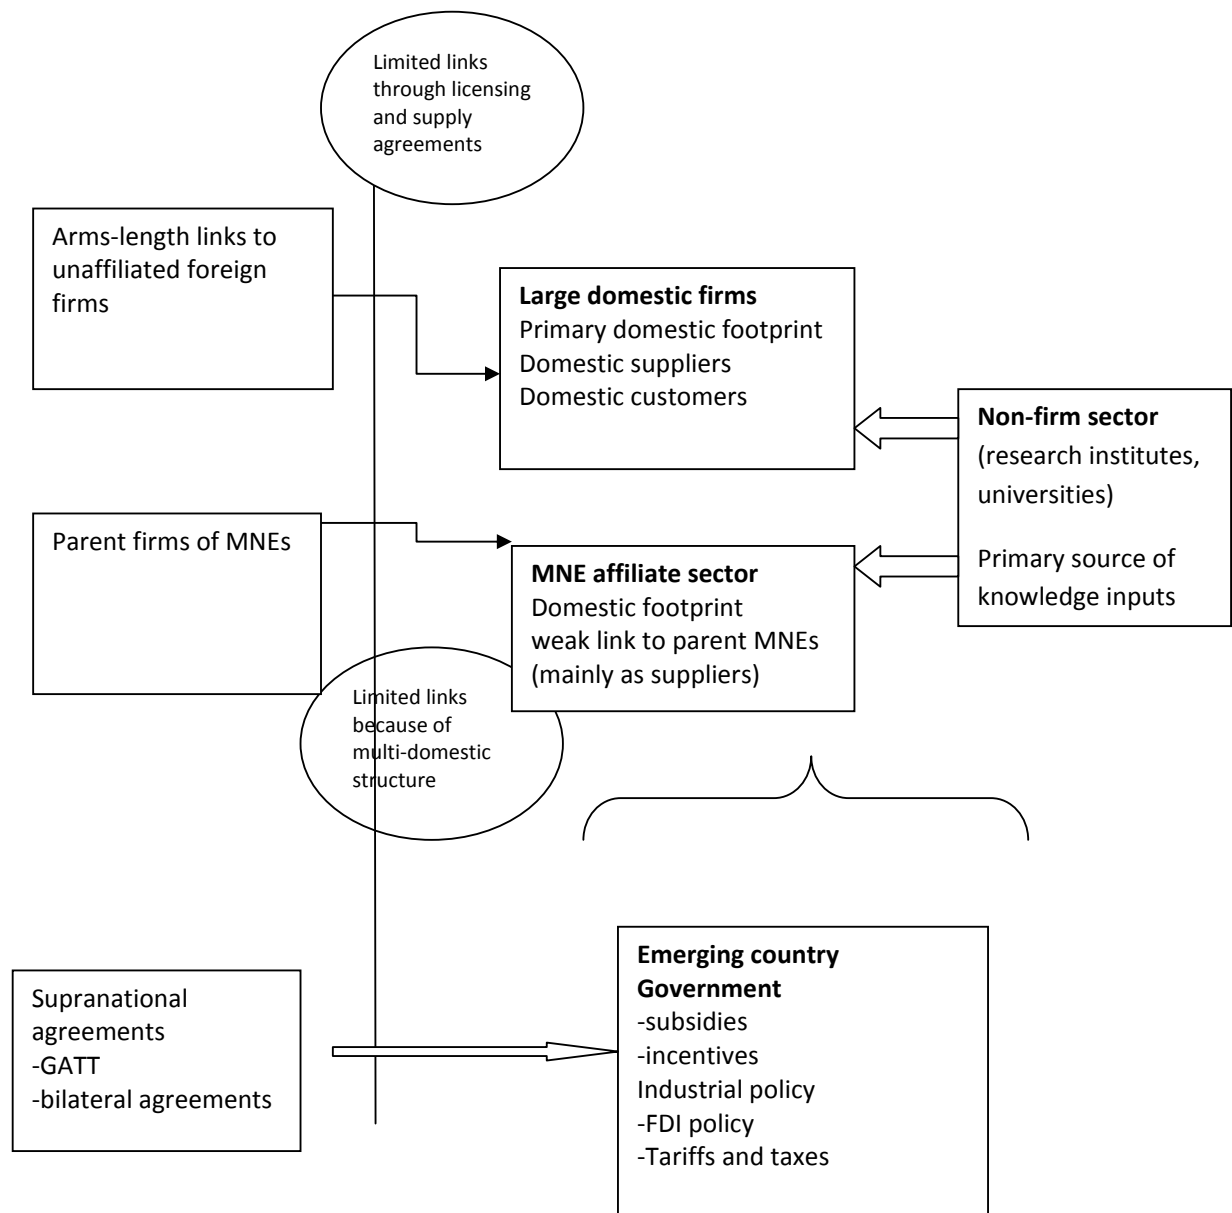 Limited links
through licensing
and supply
agreements
Arms-length links to
unaffiliated foreign
firms
Large domestic firms
Primary domestic footprint
Domestic suppliers
Domestic customers
Non-firm sector
(research institutes,
universities)
Primary source of
knowledge inputs
Parent firms of MNEs
MNE affiliate sector
Domestic footprint
weak link to parent MNEs
(mainly as suppliers)
Limited links
because of
multi-domestic
structure
Supranational
agreements
-GATT
-bilateral agreements
Emerging country
Government
-subsidies
-incentives
Industrial policy
-FDI policy
-Tariffs and taxes